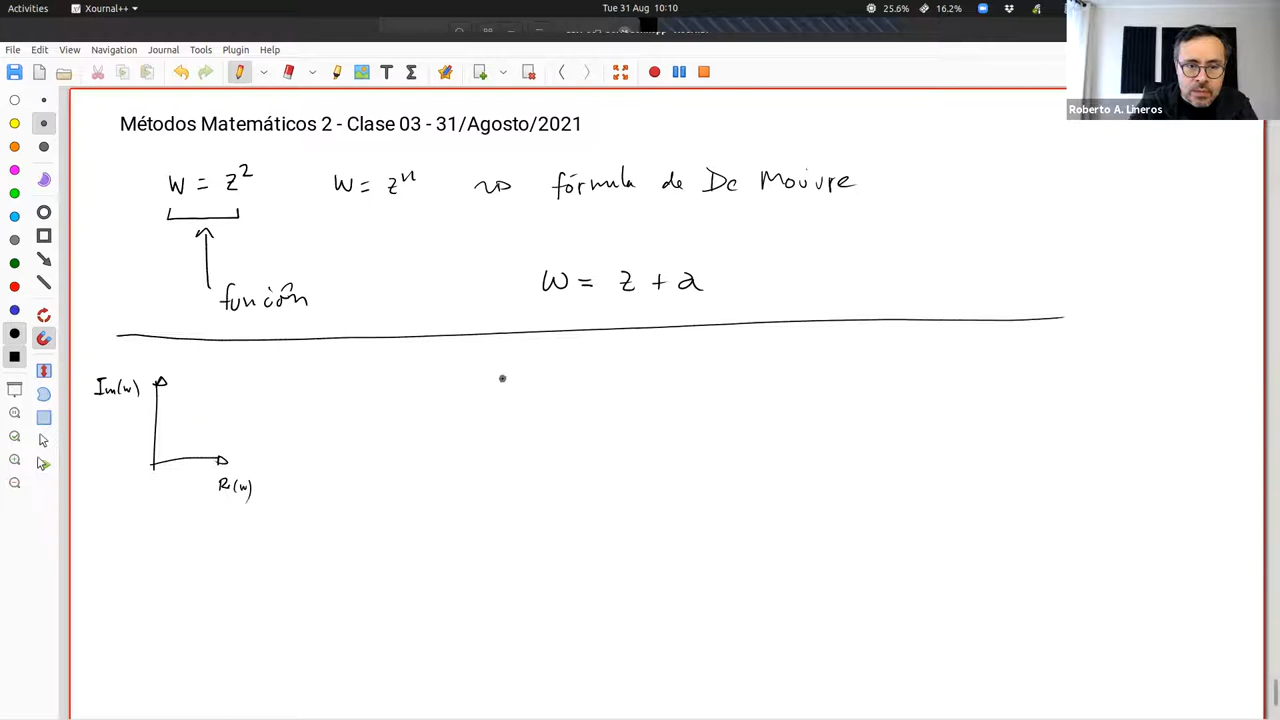 Activities Xournal++ Tue 31 Aug 10:10 25.6% 16.2%
File Edit View Navigation Journal Tools Plugin Help
Roberto A. Lineros
Métodos Matemáticos 2 - Clase 03 - 31/Agosto/2021
w = z² w = zⁿ ⇝ fórmula de De Moivre
función
w = z + a
Im(w)
R(w)